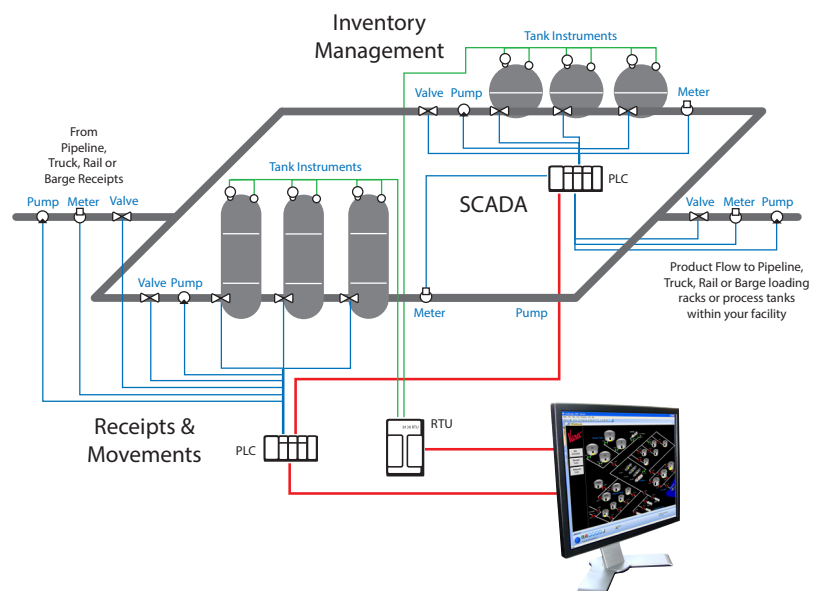 Inventory
Management
Tank Instruments
Valve
Pump
Meter
From
Pipeline,
Truck, Rail or
Barge Receipts
Tank Instruments
PLC
SCADA
Pump
Meter
Valve
Valve
Meter
Pump
Valve
Pump
Product Flow to Pipeline,
Truck, Rail or Barge loading
racks or process tanks
within your facility
Meter
Pump
Receipts &
Movements
PLC
RTU